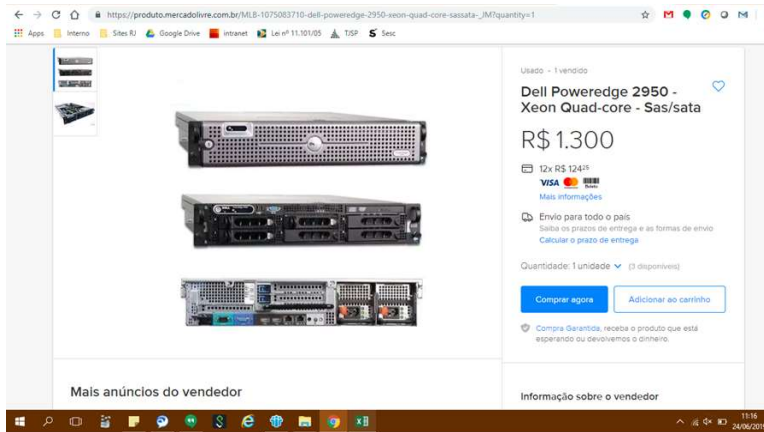 https://produto.mercadolivre.com.br/MLB-1075083710-dell-poweredge-2950-xeon-quad-core-sassata-_JM?quantity=1
Apps Interno Sites RJ Google Drive intranet Lei nº 11.101/05 TJSP Sesc
Usado - 1 vendido
Dell Poweredge 2950 -
Xeon Quad-core - Sas/sata
R$ 1.300
12x R$ 124²⁵
VISA Boleto
Mais informações
Envio para todo o país
Saiba os prazos de entrega e as formas de envio
Calcular o prazo de entrega
Quantidade: 1 unidade (3 disponíveis)
Comprar agora Adicionar ao carrinho
Compra Garantida, receba o produto que está
esperando ou devolvemos o dinheiro.
Mais anúncios do vendedor
Informação sobre o vendedor
11:16
24/06/2019